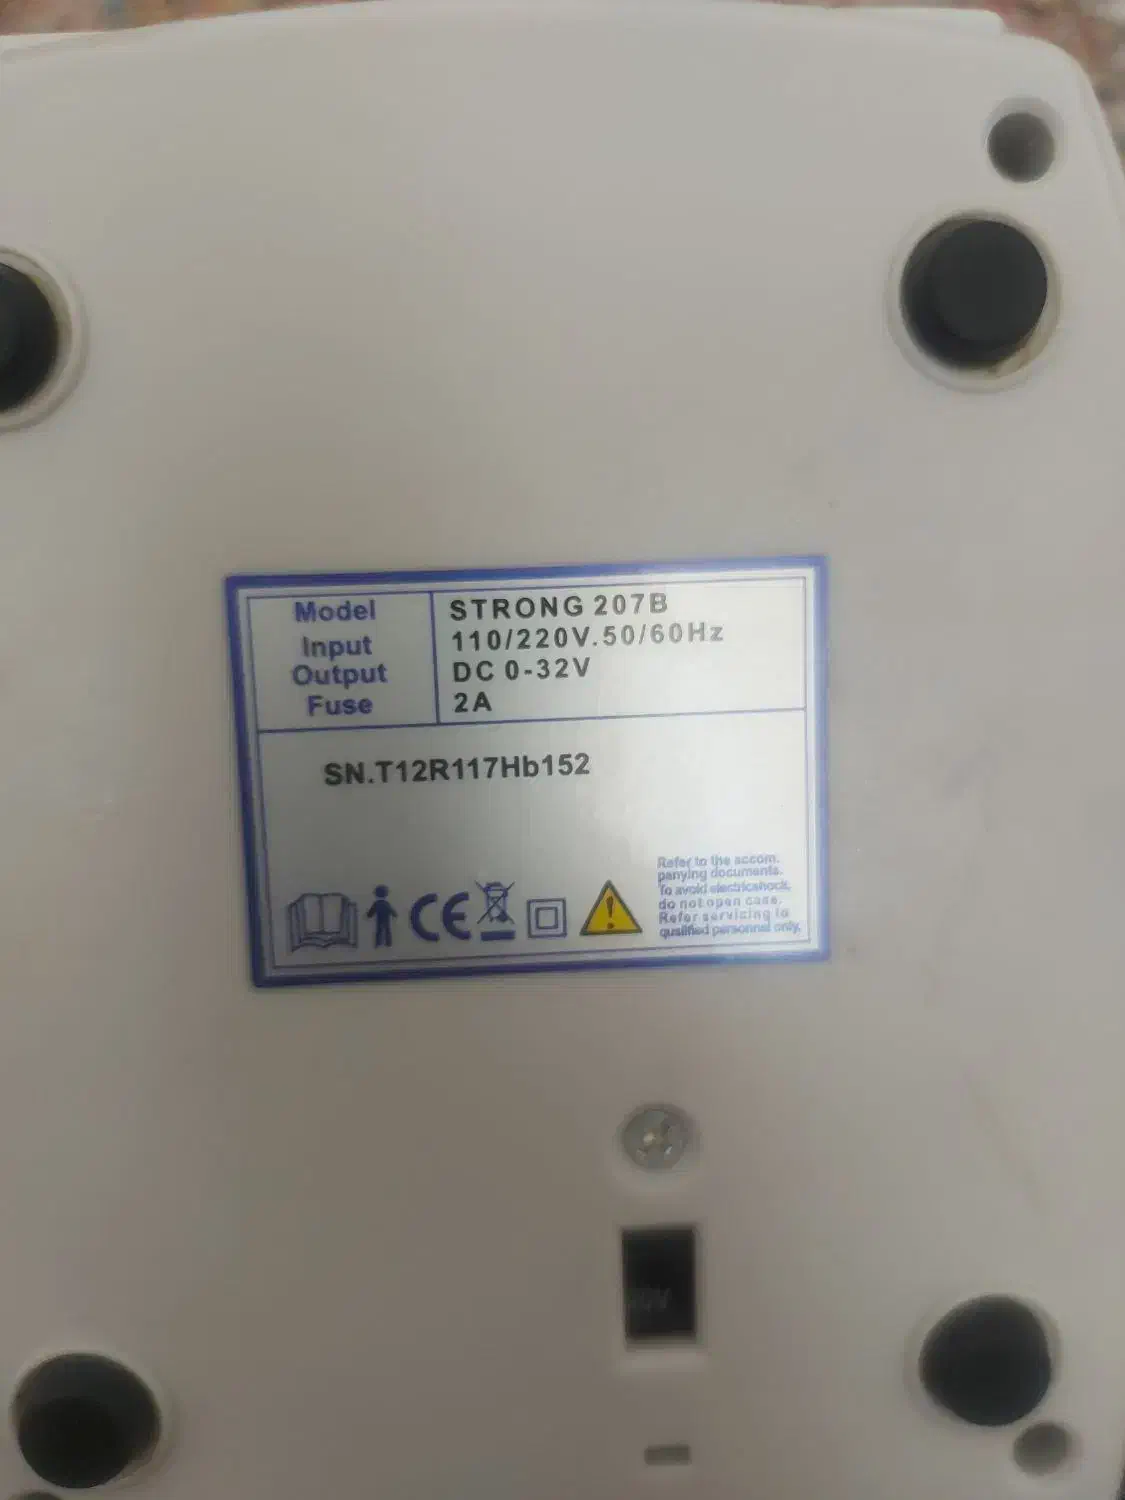 Model STRONG 207B
Input 110/220V.50/60Hz
Output DC 0-32V
Fuse 2A
SN.T12R117Hb152
CE
Refer to the accom.
panying documents.
To avoid electricshock,
do not open case.
Refer servicing to
qualified personnel only.